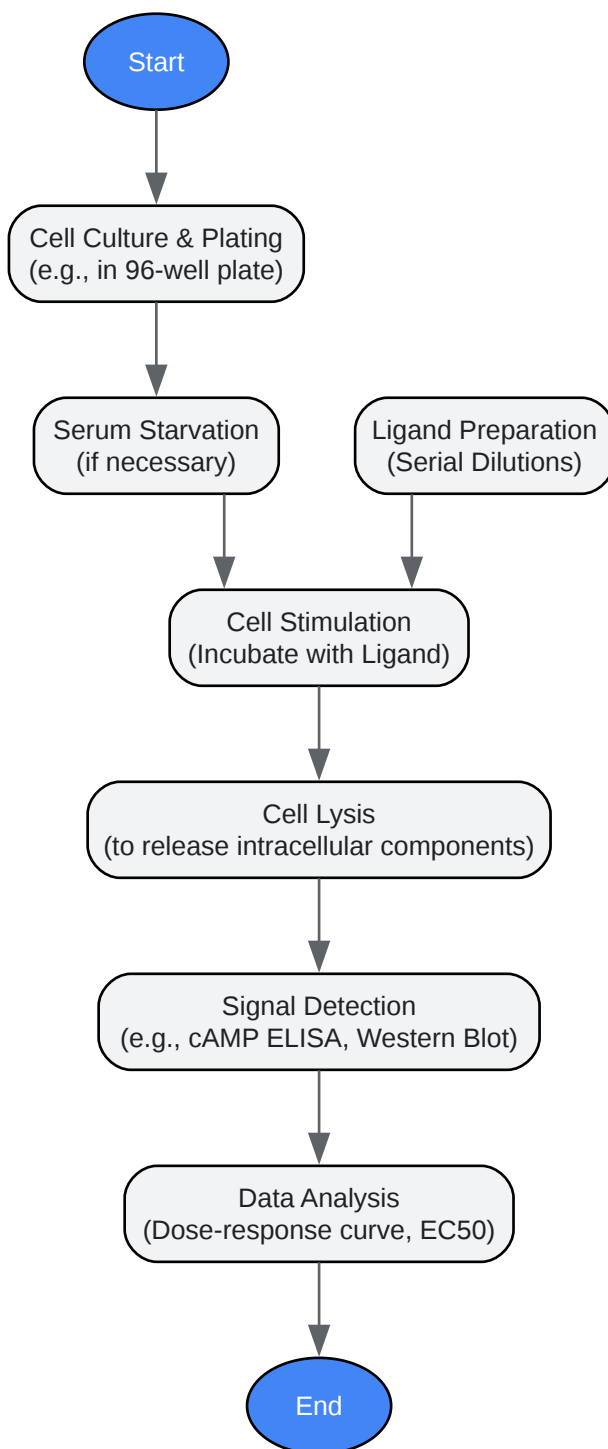 Start
Cell Culture & Plating
(e.g., in 96-well plate)
Serum Starvation
(if necessary)
Ligand Preparation
(Serial Dilutions)
Cell Stimulation
(Incubate with Ligand)
Cell Lysis
(to release intracellular components)
Signal Detection
(e.g., cAMP ELISA, Western Blot)
Data Analysis
(Dose-response curve, EC50)
End